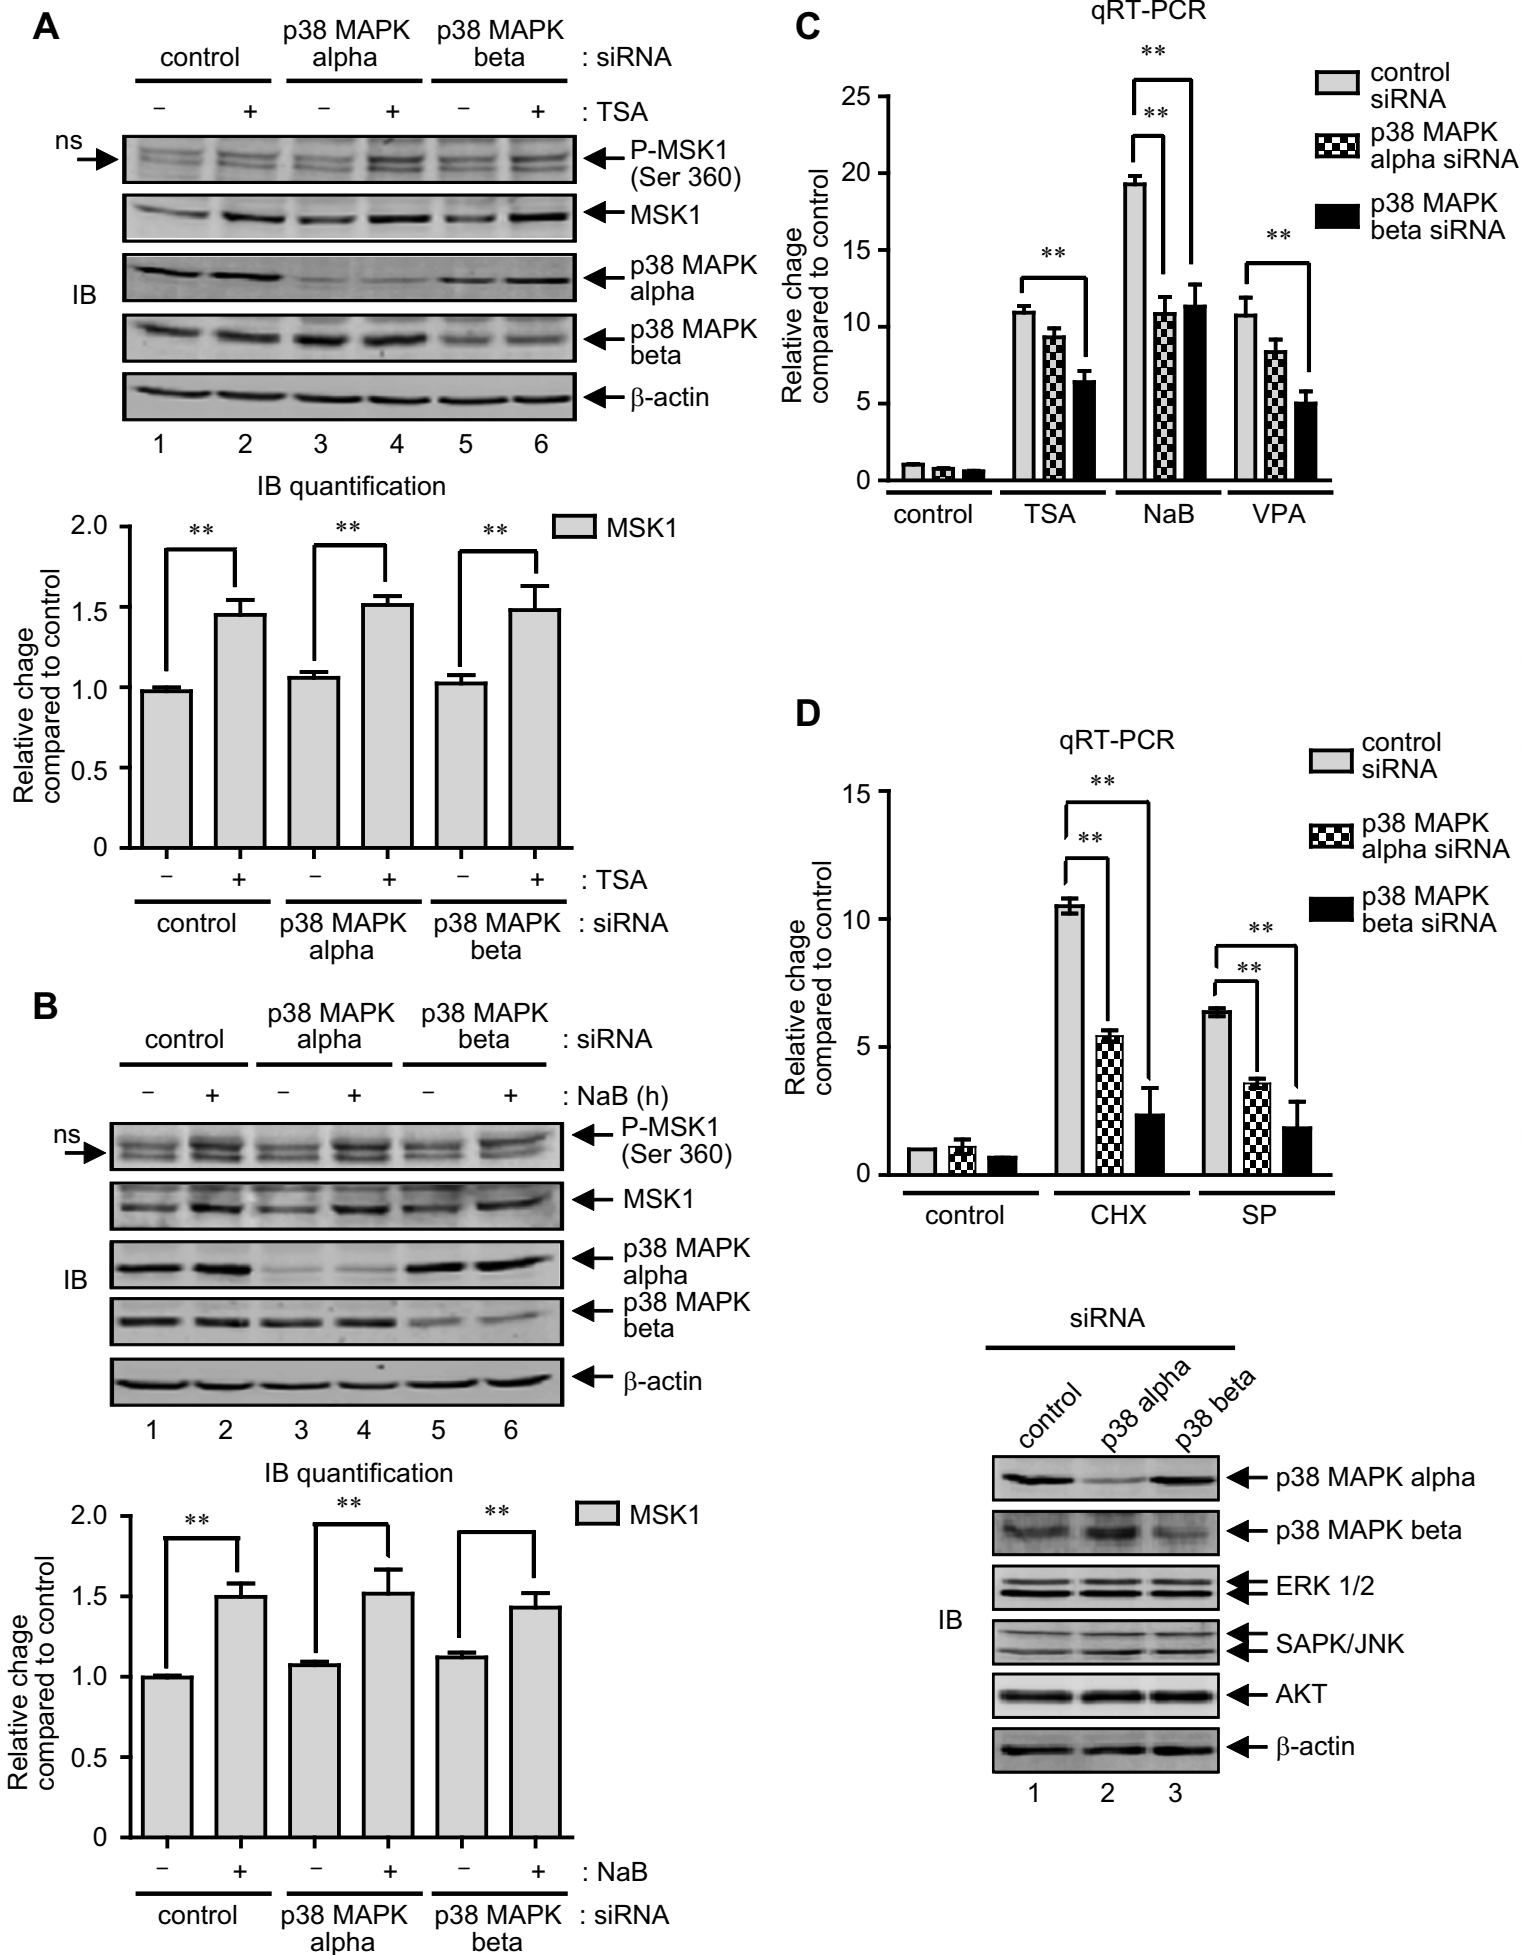 A
control
p38 MAPK
alpha
p38 MAPK
beta
: siRNA
– + – + – + : TSA
ns
P-MSK1
(Ser 360)
MSK1
p38 MAPK
alpha
IB
p38 MAPK
beta
β-actin
1 2 3 4 5 6
IB quantification
MSK1
Relative chage
compared to control
2.0
1.5
1.0
0.5
0
** ** **
– + – + – + : TSA
control
p38 MAPK
alpha
p38 MAPK
beta
: siRNA
B
control
p38 MAPK
alpha
p38 MAPK
beta
: siRNA
– + – + – + : NaB (h)
ns
P-MSK1
(Ser 360)
MSK1
p38 MAPK
alpha
IB
p38 MAPK
beta
β-actin
1 2 3 4 5 6
IB quantification
MSK1
Relative chage
compared to control
2.0
1.5
1.0
0.5
0
** ** **
– + – + – + : NaB
control
p38 MAPK
alpha
p38 MAPK
beta
: siRNA
C
qRT-PCR
control
siRNA
p38 MAPK
alpha siRNA
p38 MAPK
beta siRNA
Relative chage
compared to control
25
20
15
10
5
0
**
**
**
**
control TSA NaB VPA
D
qRT-PCR
control
siRNA
p38 MAPK
alpha siRNA
p38 MAPK
beta siRNA
Relative chage
compared to control
15
10
5
0
**
**
**
**
control CHX SP
siRNA
control
p38 alpha
p38 beta
p38 MAPK alpha
p38 MAPK beta
ERK 1/2
IB
SAPK/JNK
AKT
β-actin
1 2 3